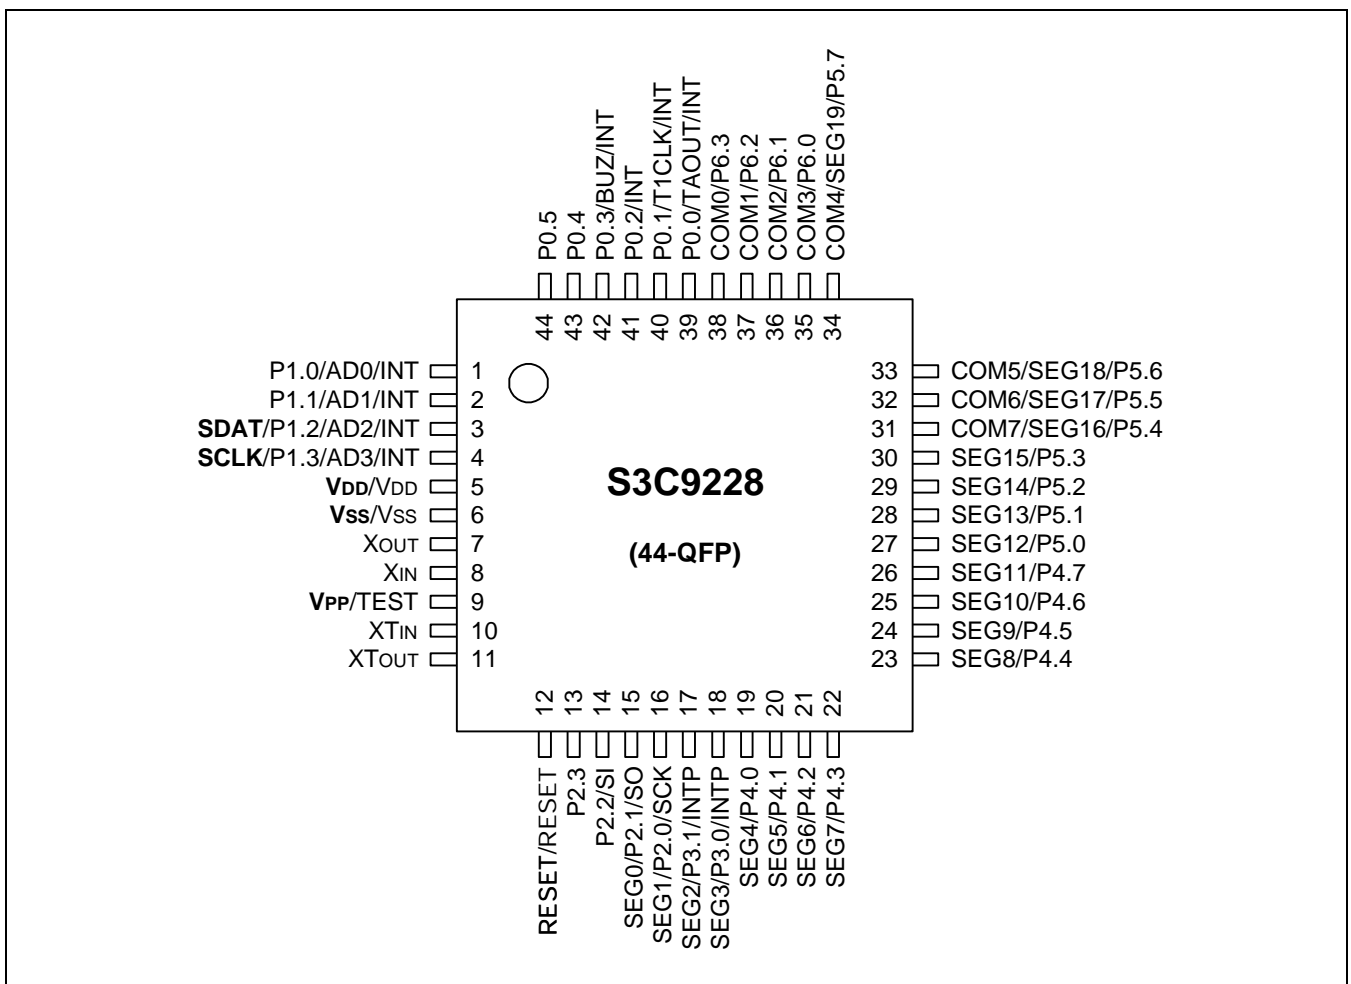 P0.5
P0.4
P0.3/BUZ/INT
P0.2/INT
P0.1/T1CLK/INT
P0.0/TAOUT/INT
COM0/P6.3
COM1/P6.2
COM2/P6.1
COM3/P6.0
COM4/SEG19/P5.7
44
43
42
41
40
39
38
37
36
35
34
P1.0/AD0/INT 1
P1.1/AD1/INT 2
SDAT/P1.2/AD2/INT 3
SCLK/P1.3/AD3/INT 4
VDD/VDD 5
VSS/VSS 6
XOUT 7
XIN 8
VPP/TEST 9
XTIN 10
XTOUT 11
S3C9228
(44-QFP)
33 COM5/SEG18/P5.6
32 COM6/SEG17/P5.5
31 COM7/SEG16/P5.4
30 SEG15/P5.3
29 SEG14/P5.2
28 SEG13/P5.1
27 SEG12/P5.0
26 SEG11/P4.7
25 SEG10/P4.6
24 SEG9/P4.5
23 SEG8/P4.4
12
13
14
15
16
17
18
19
20
21
22
RESET/RESET
P2.3
P2.2/SI
SEG0/P2.1/SO
SEG1/P2.0/SCK
SEG2/P3.1/INTP
SEG3/P3.0/INTP
SEG4/P4.0
SEG5/P4.1
SEG6/P4.2
SEG7/P4.3